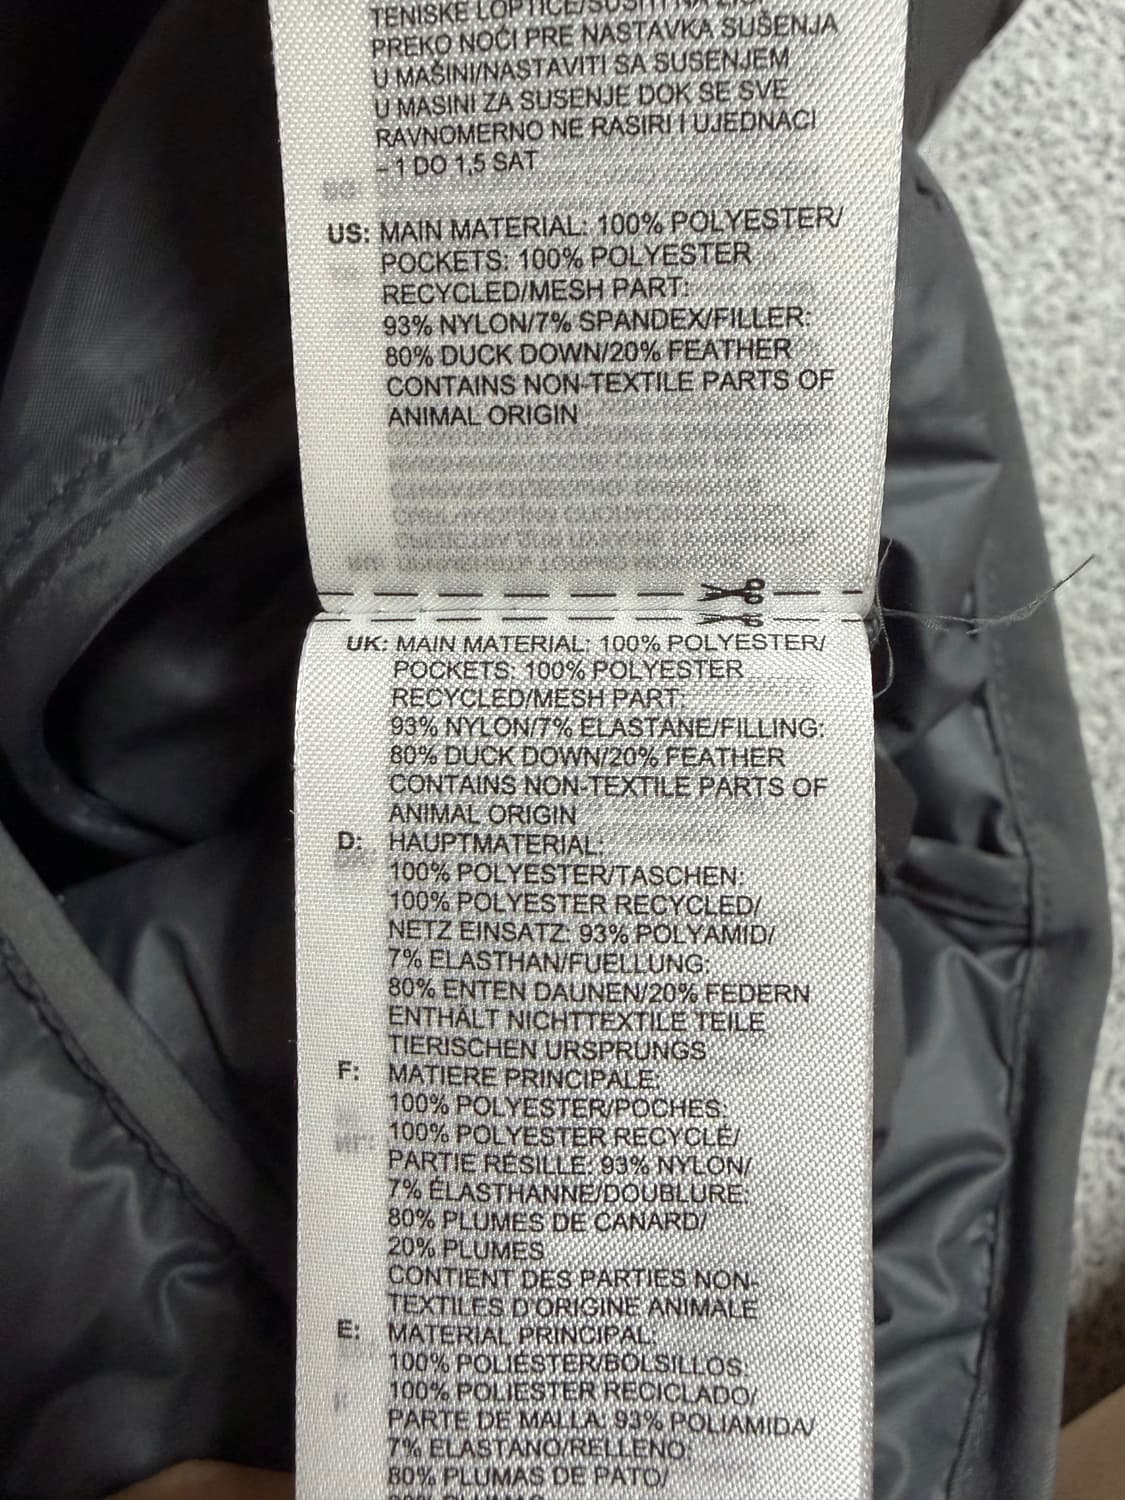 TENISKE LOPTICE/SUŠITI NA
PREKO NOĆI PRE NASTAVKA SUŠENJA
U MAŠINI/NASTAVITI SA SUSENJEM
U MASINI ZA SUSENJE DOK SE SVE
RAVNOMERNO NE RASIRI I UJEDNACI
– 1 DO 1,5 SAT
US: MAIN MATERIAL: 100% POLYESTER/
POCKETS: 100% POLYESTER
RECYCLED/MESH PART:
93% NYLON/7% SPANDEX/FILLER:
80% DUCK DOWN/20% FEATHER
CONTAINS NON-TEXTILE PARTS OF
ANIMAL ORIGIN
UK: MAIN MATERIAL: 100% POLYESTER/
POCKETS: 100% POLYESTER
RECYCLED/MESH PART:
93% NYLON/7% ELASTANE/FILLING:
80% DUCK DOWN/20% FEATHER
CONTAINS NON-TEXTILE PARTS OF
ANIMAL ORIGIN
D: HAUPTMATERIAL:
100% POLYESTER/TASCHEN:
100% POLYESTER RECYCLED/
NETZ EINSATZ: 93% POLYAMID/
7% ELASTHAN/FUELLUNG:
80% ENTEN DAUNEN/20% FEDERN
ENTHÄLT NICHTTEXTILE TEILE
TIERISCHEN URSPRUNGS
F: MATIERE PRINCIPALE:
100% POLYESTER/POCHES:
100% POLYESTER RECYCLÉ/
PARTIE RÉSILLE: 93% NYLON/
7% ÉLASTHANNE/DOUBLURE:
80% PLUMES DE CANARD/
20% PLUMES
CONTIENT DES PARTIES NON-
TEXTILES D'ORIGINE ANIMALE
E: MATERIAL PRINCIPAL:
100% POLIÉSTER/BOLSILLOS:
100% POLIESTER RECICLADO/
PARTE DE MALLA: 93% POLIAMIDA/
7% ELASTANO/RELLENO:
80% PLUMAS DE PATO/